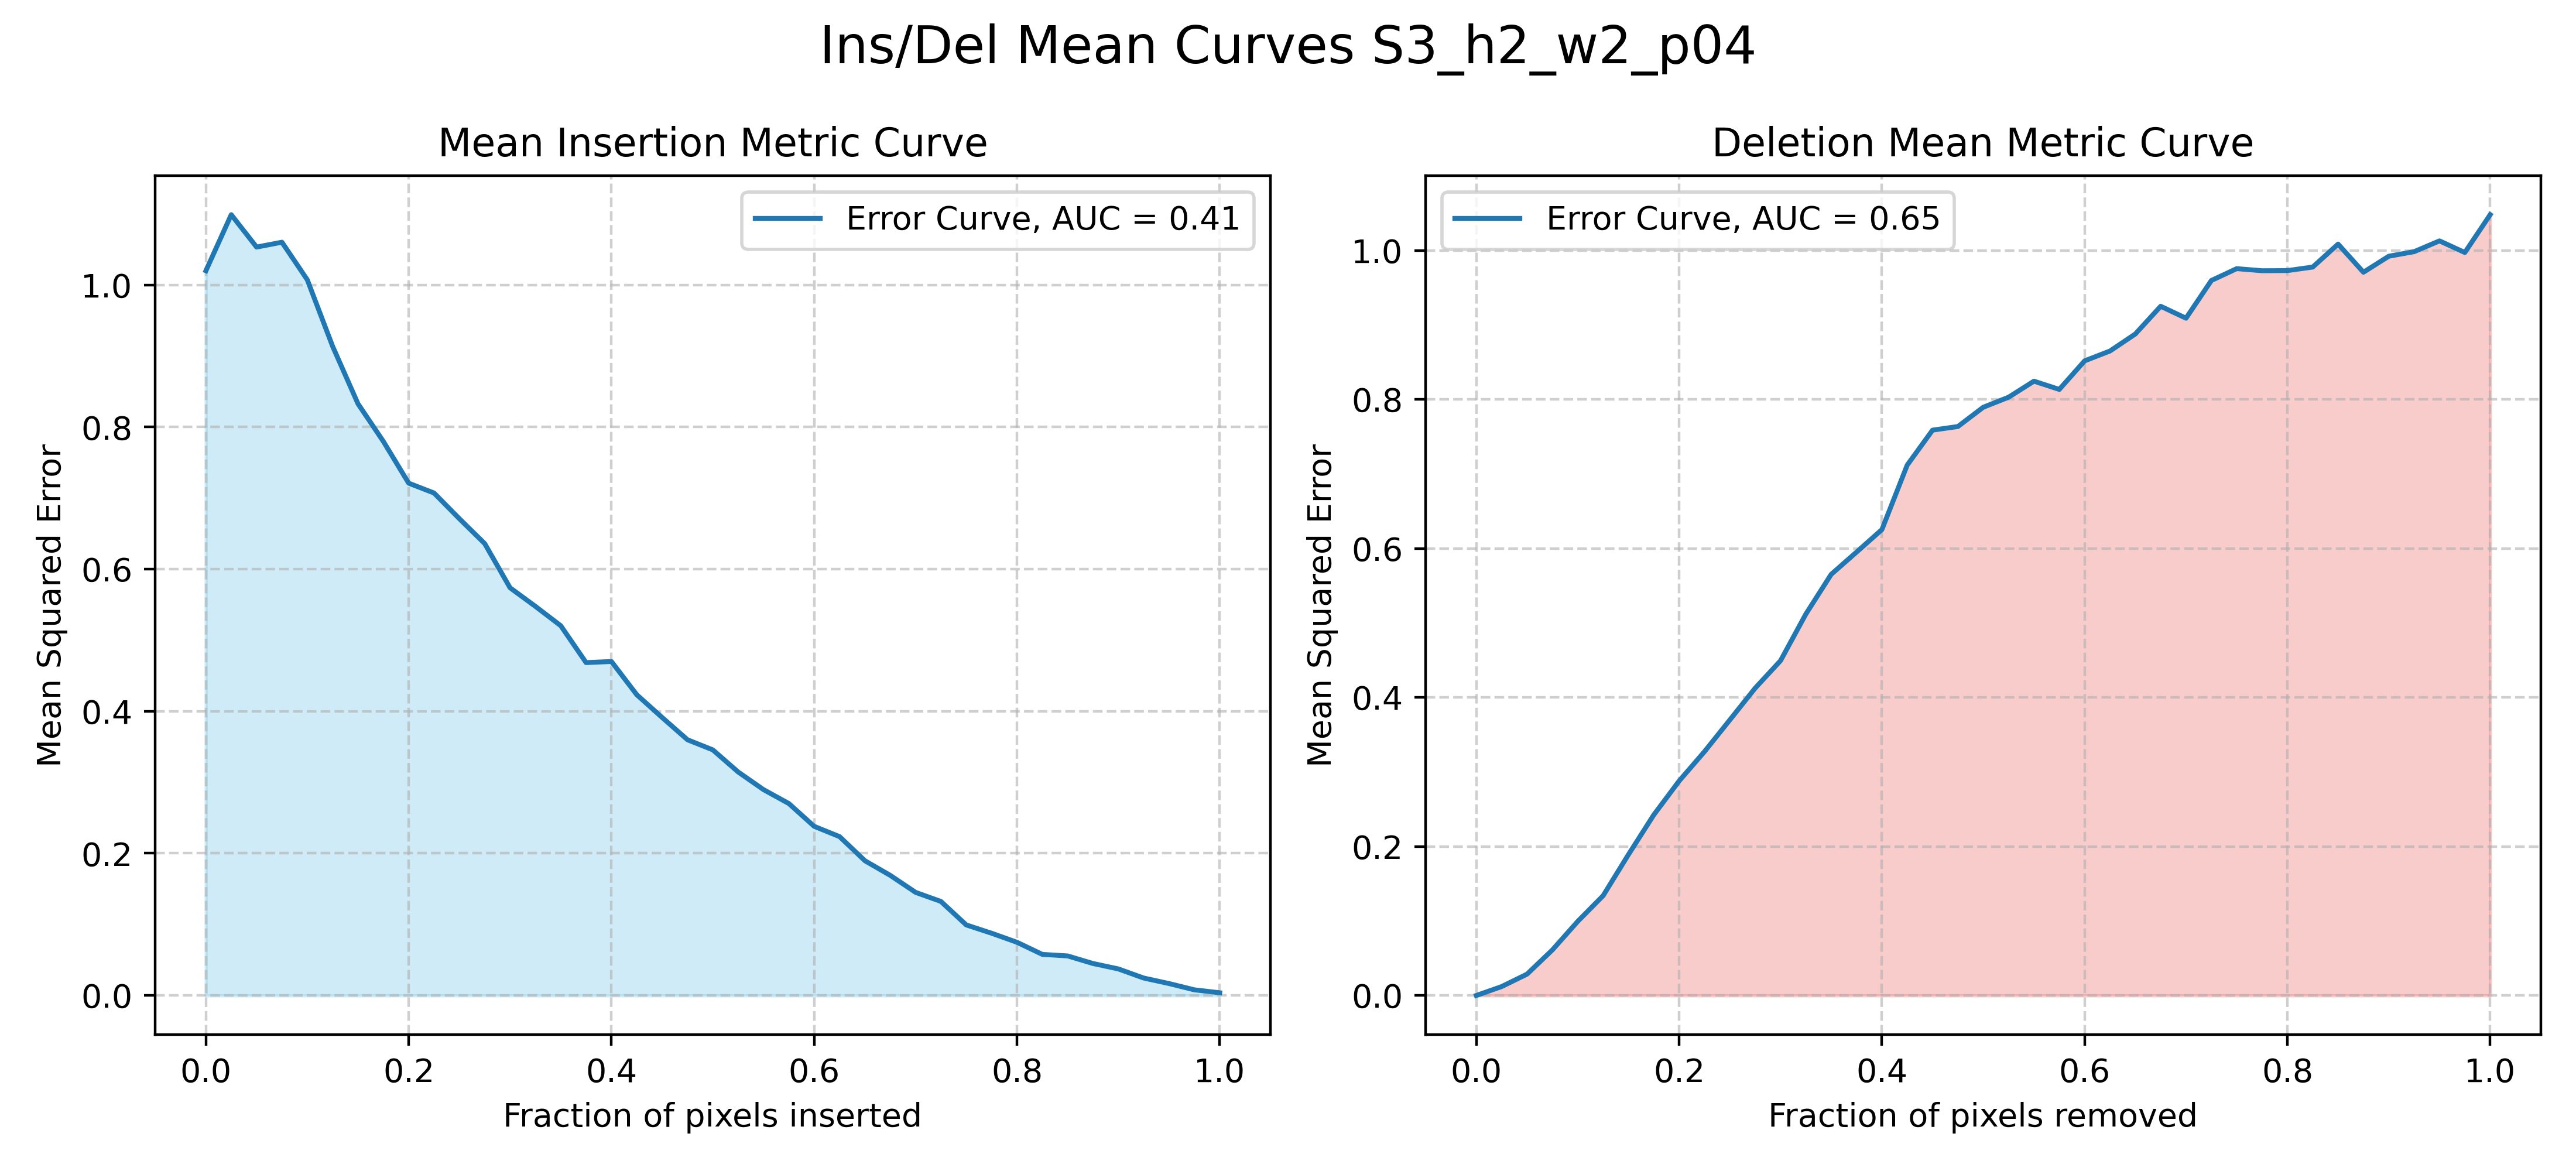 Ins/Del Mean Curves S3_h2_w2_p04
Mean Insertion Metric Curve
Error Curve, AUC = 0.41
Mean Squared Error
1.0
0.8
0.6
0.4
0.2
0.0
0.0 0.2 0.4 0.6 0.8 1.0
Fraction of pixels inserted
Deletion Mean Metric Curve
Error Curve, AUC = 0.65
Mean Squared Error
1.0
0.8
0.6
0.4
0.2
0.0
0.0 0.2 0.4 0.6 0.8 1.0
Fraction of pixels removed